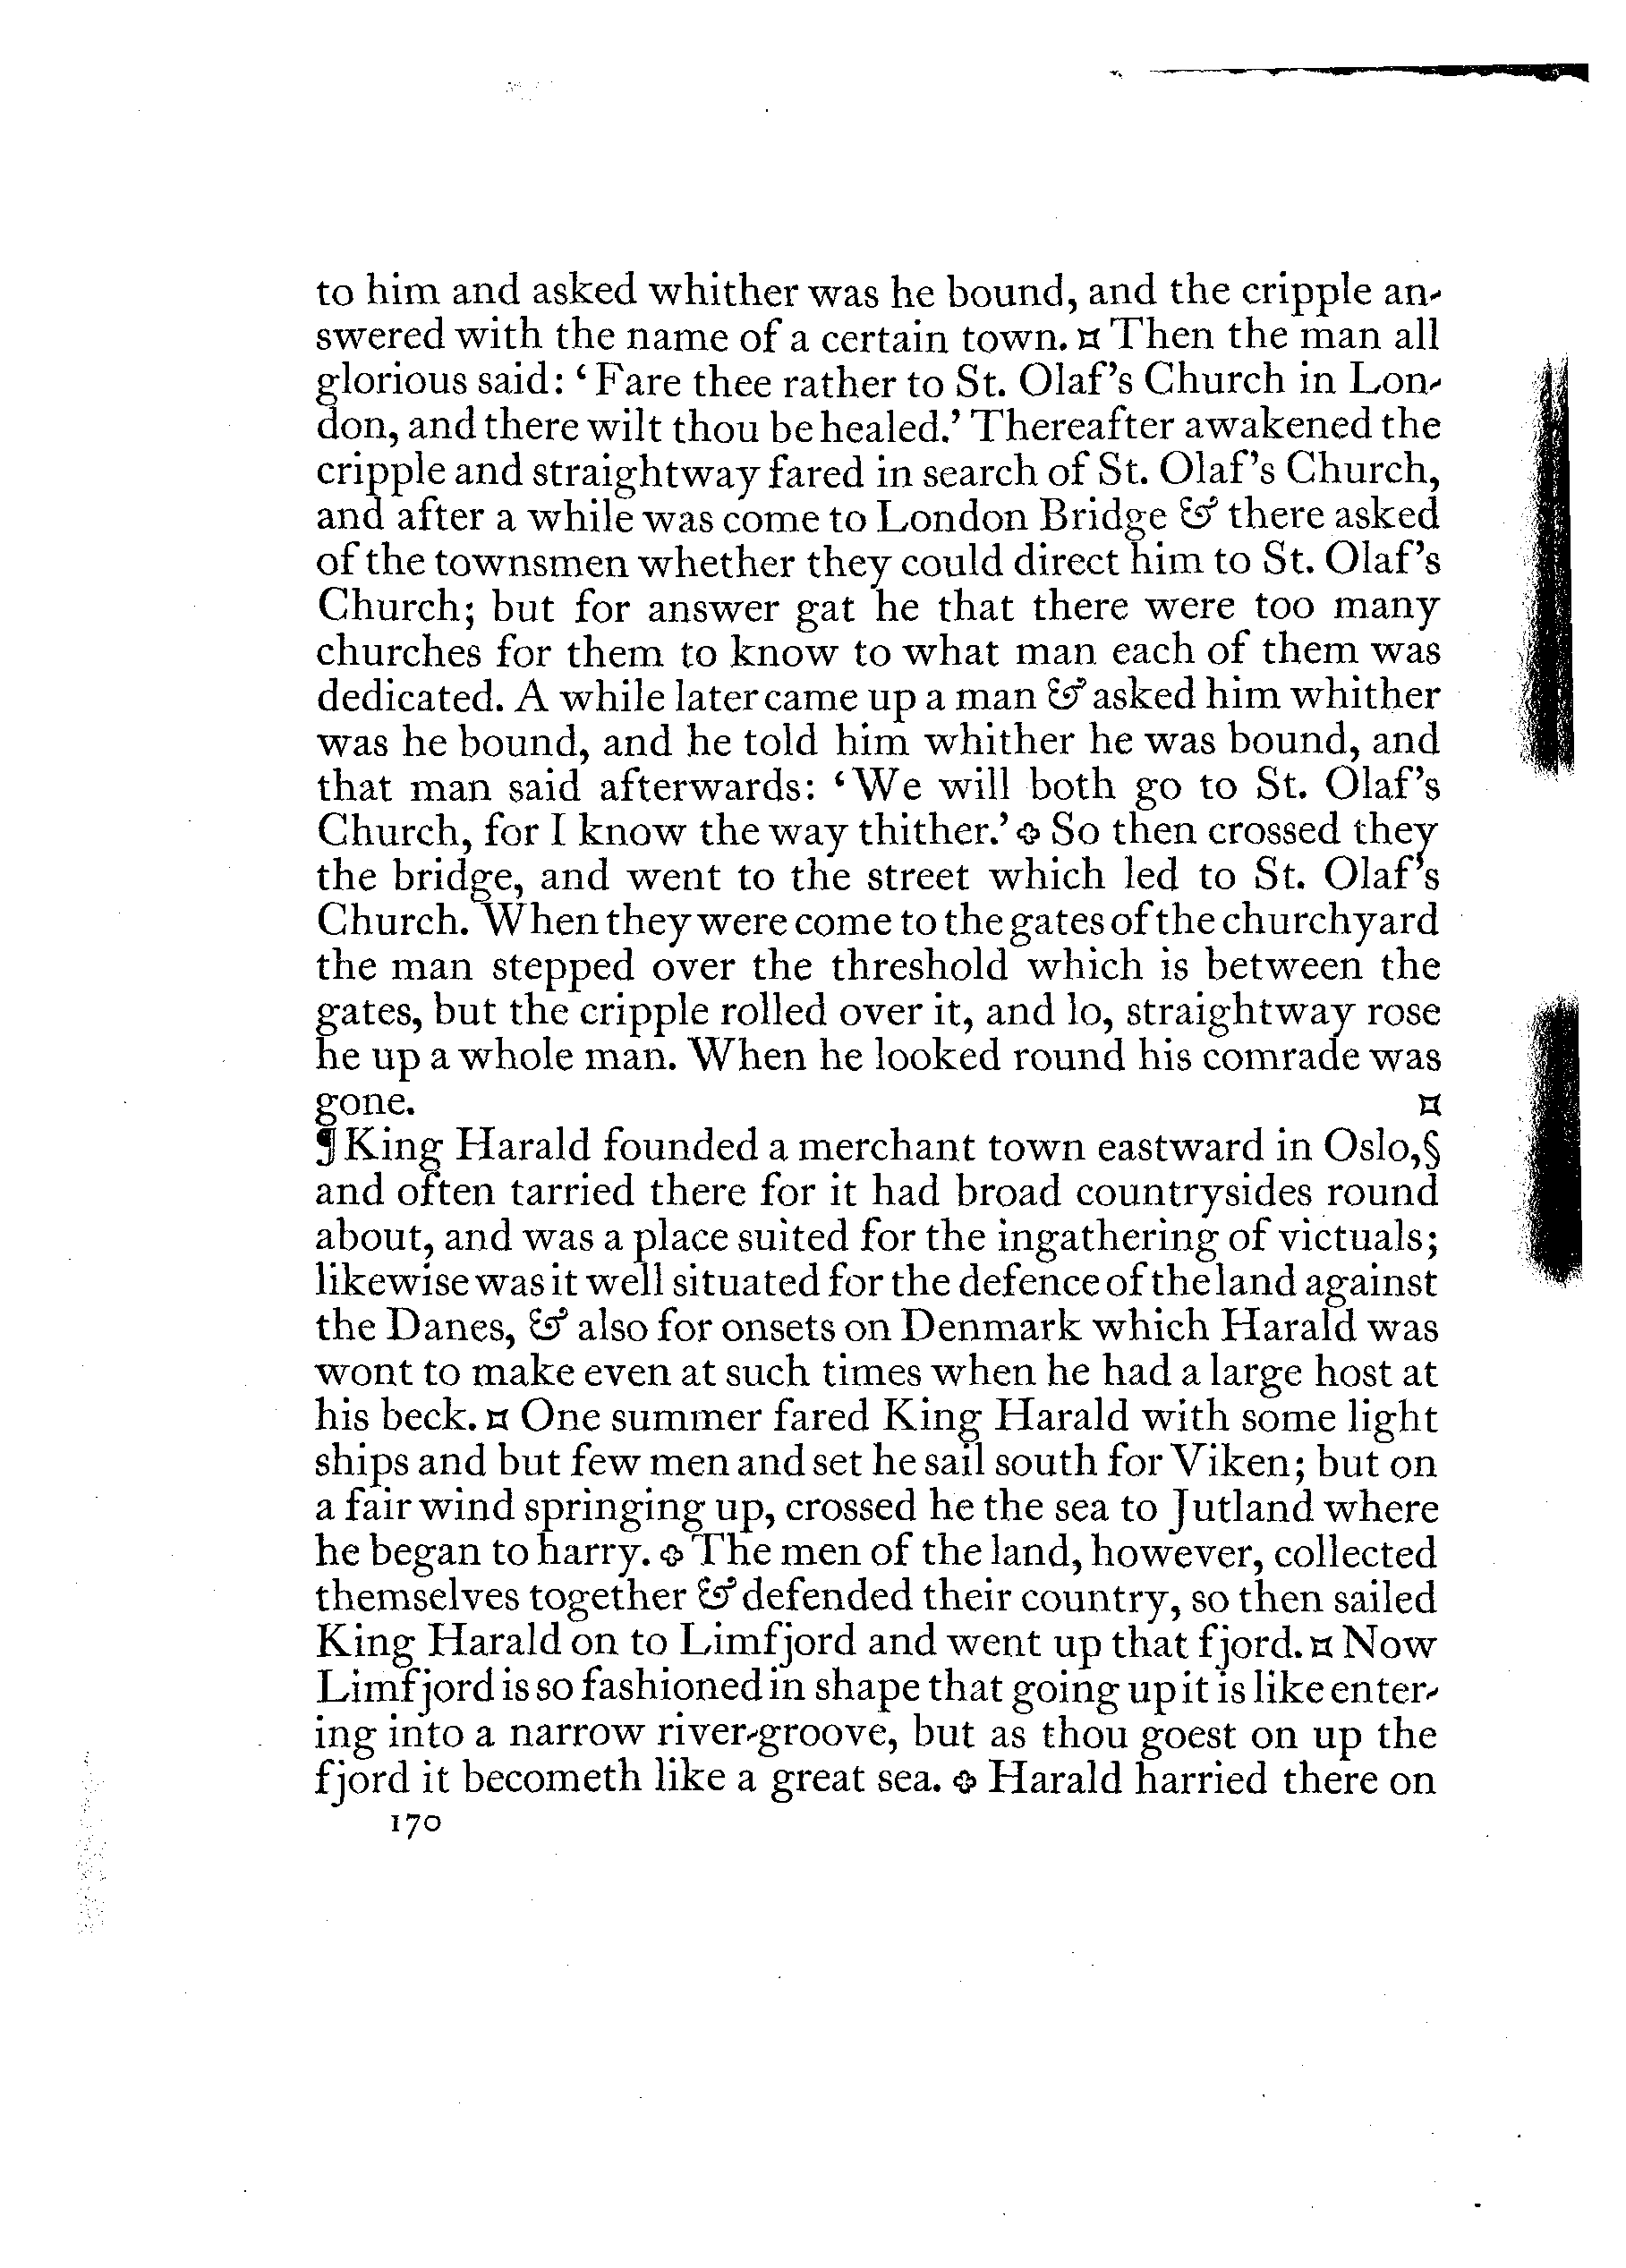 to him and asked whither was he bound, and the cripple an-
swered with the name of a certain town. ¤ Then the man all
glorious said: ‘Fare thee rather to St. Olaf’s Church in Lon-
don, and there wilt thou be healed.’ Thereafter awakened the
cripple and straightway fared in search of St. Olaf’s Church,
and after a while was come to London Bridge & there asked
of the townsmen whether they could direct him to St. Olaf’s
Church; but for answer gat he that there were too many
churches for them to know to what man each of them was
dedicated. A while later came up a man & asked him whither
was he bound, and he told him whither he was bound, and
that man said afterwards: ‘We will both go to St. Olaf’s
Church, for I know the way thither.’ ✥ So then crossed they
the bridge, and went to the street which led to St. Olaf’s
Church. When they were come to the gates of the churchyard
the man stepped over the threshold which is between the
gates, but the cripple rolled over it, and lo, straightway rose
he up a whole man. When he looked round his comrade was
gone. ¤
¶ King Harald founded a merchant town eastward in Oslo,§
and often tarried there for it had broad countrysides round
about, and was a place suited for the ingathering of victuals;
likewise was it well situated for the defence of the land against
the Danes, & also for onsets on Denmark which Harald was
wont to make even at such times when he had a large host at
his beck. ¤ One summer fared King Harald with some light
ships and but few men and set he sail south for Viken; but on
a fair wind springing up, crossed he the sea to Jutland where
he began to harry. ✥ The men of the land, however, collected
themselves together & defended their country, so then sailed
King Harald on to Limfjord and went up that fjord. ¤ Now
Limfjord is so fashioned in shape that going up it is like enter-
ing into a narrow river-groove, but as thou goest on up the
fjord it becometh like a great sea. ✥ Harald harried there on
170